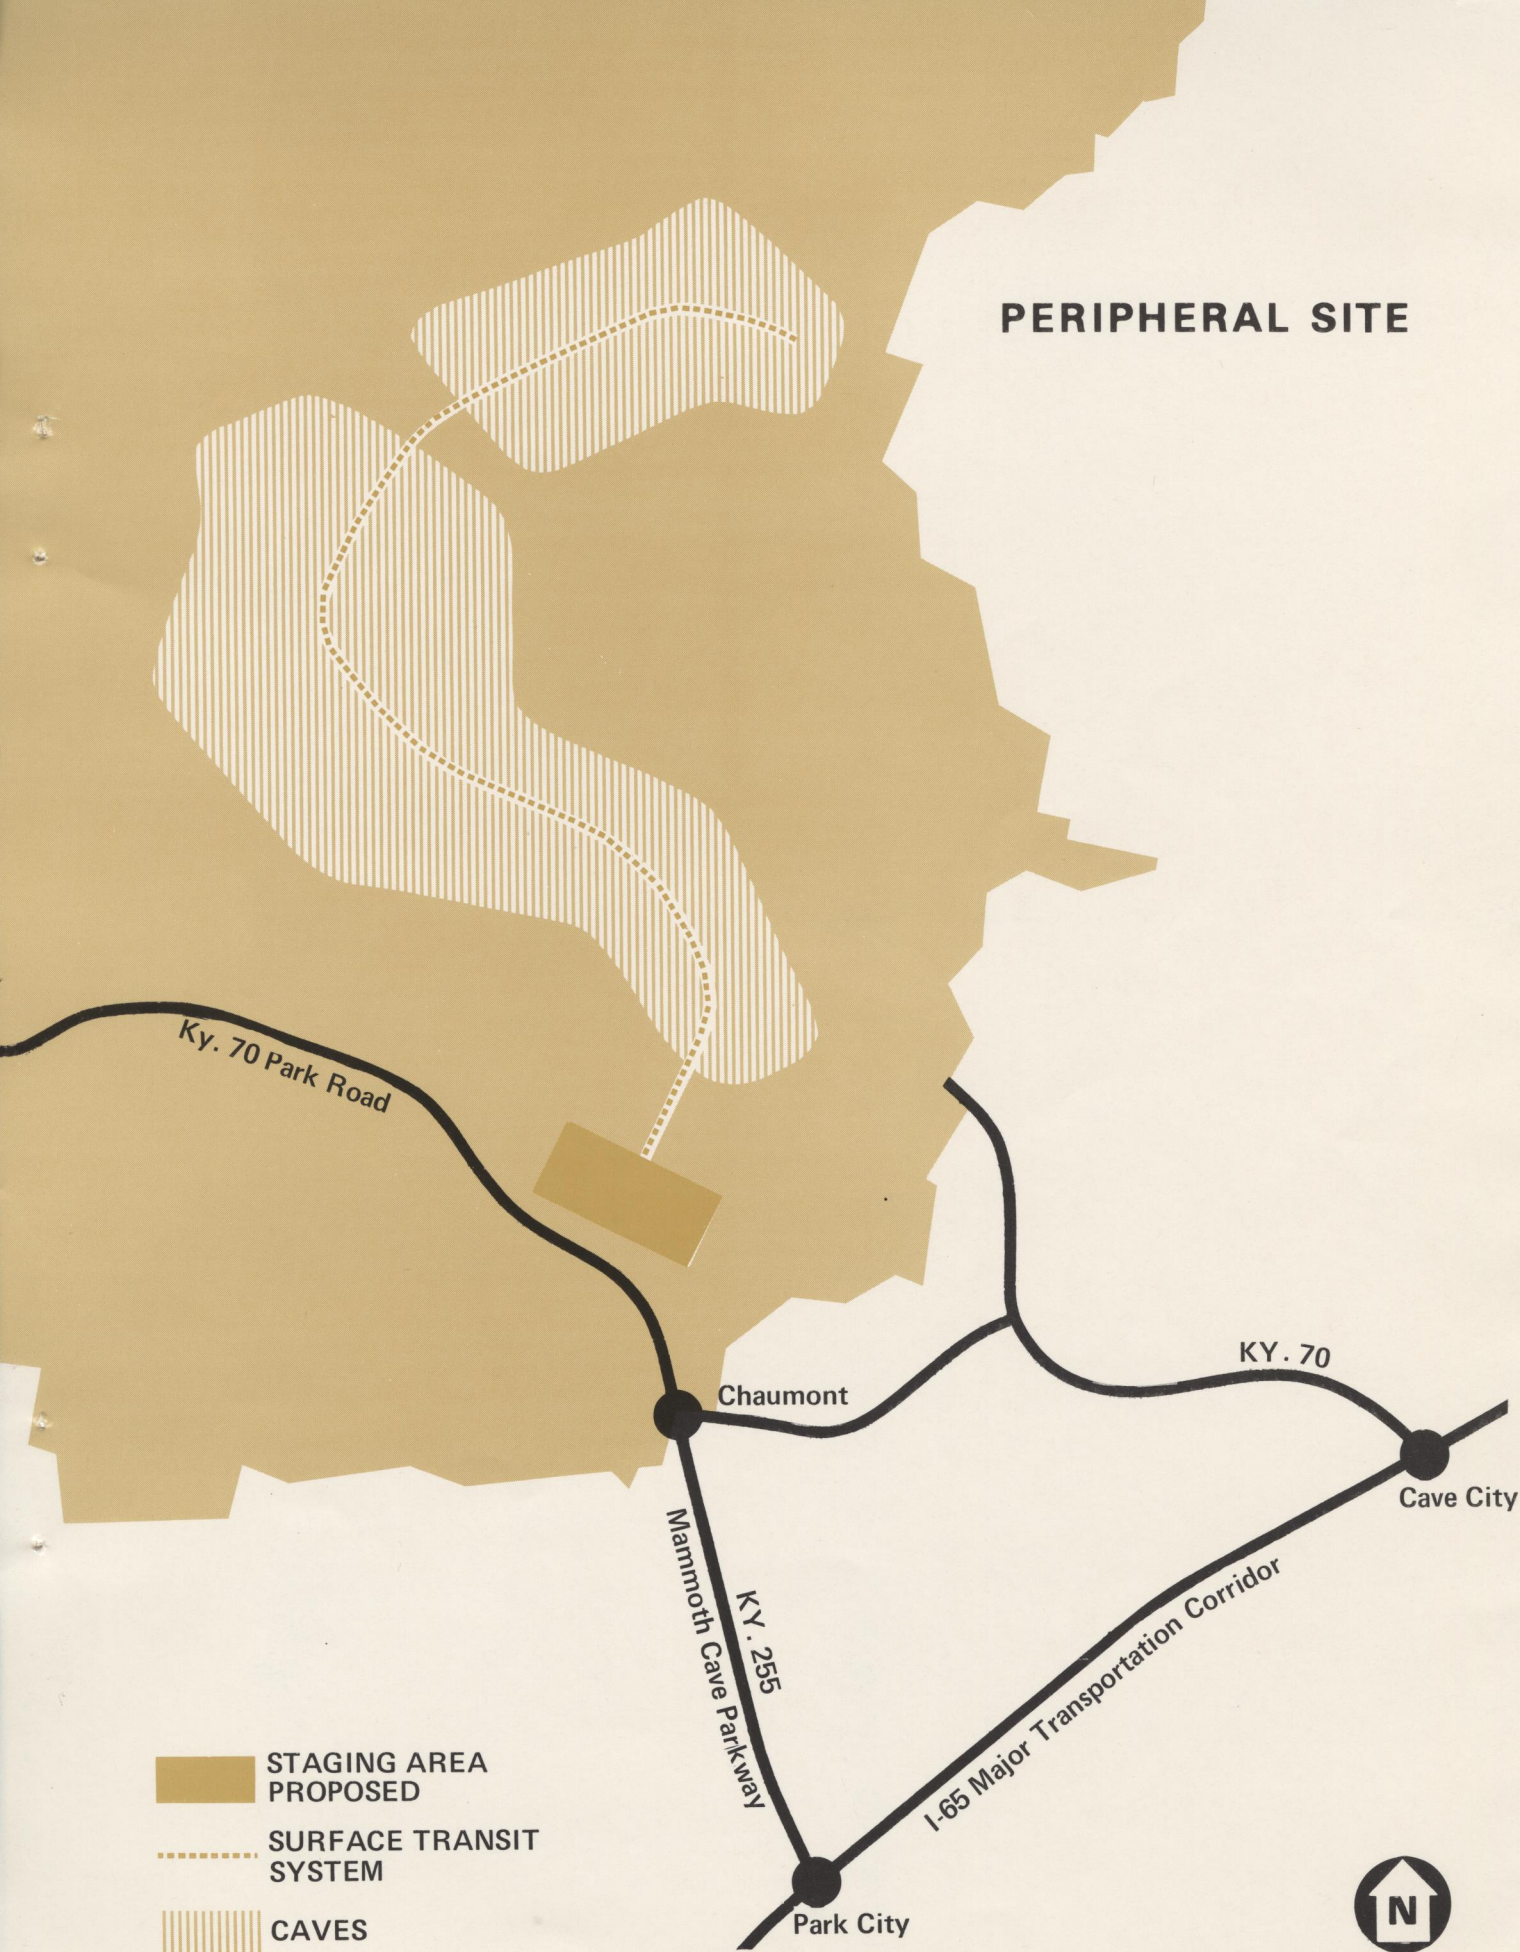 PERIPHERAL SITE
Ky. 70 Park Road
Chaumont
KY. 70
Cave City
Mammoth Cave Parkway
KY. 255
I-65 Major Transportation Corridor
STAGING AREA
PROPOSED
SURFACE TRANSIT
SYSTEM
CAVES
Park City
N